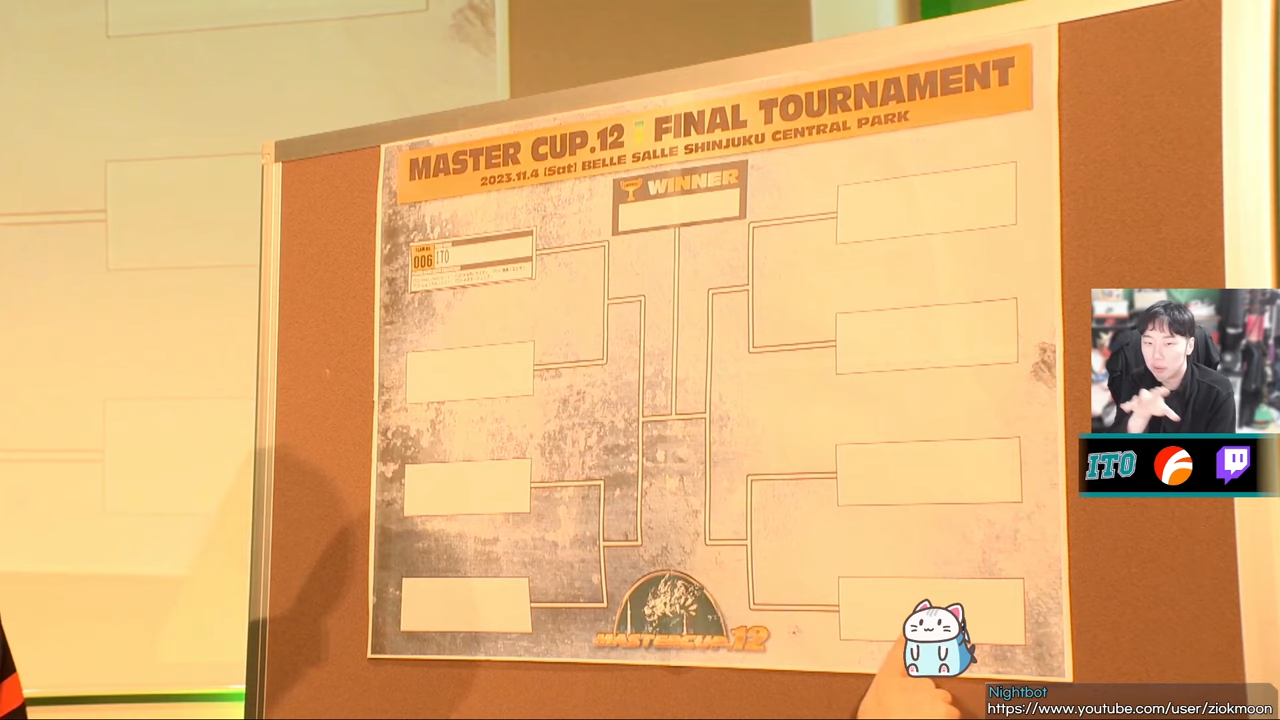 MASTER CUP.12 FINAL TOURNAMENT
2023.11.4 [Sat] BELLE SALLE SHINJUKU CENTRAL PARK
WINNER
006 ITO
MASTERCUP.12
ITO
Nightbot
https://www.youtube.com/user/ziokmoon